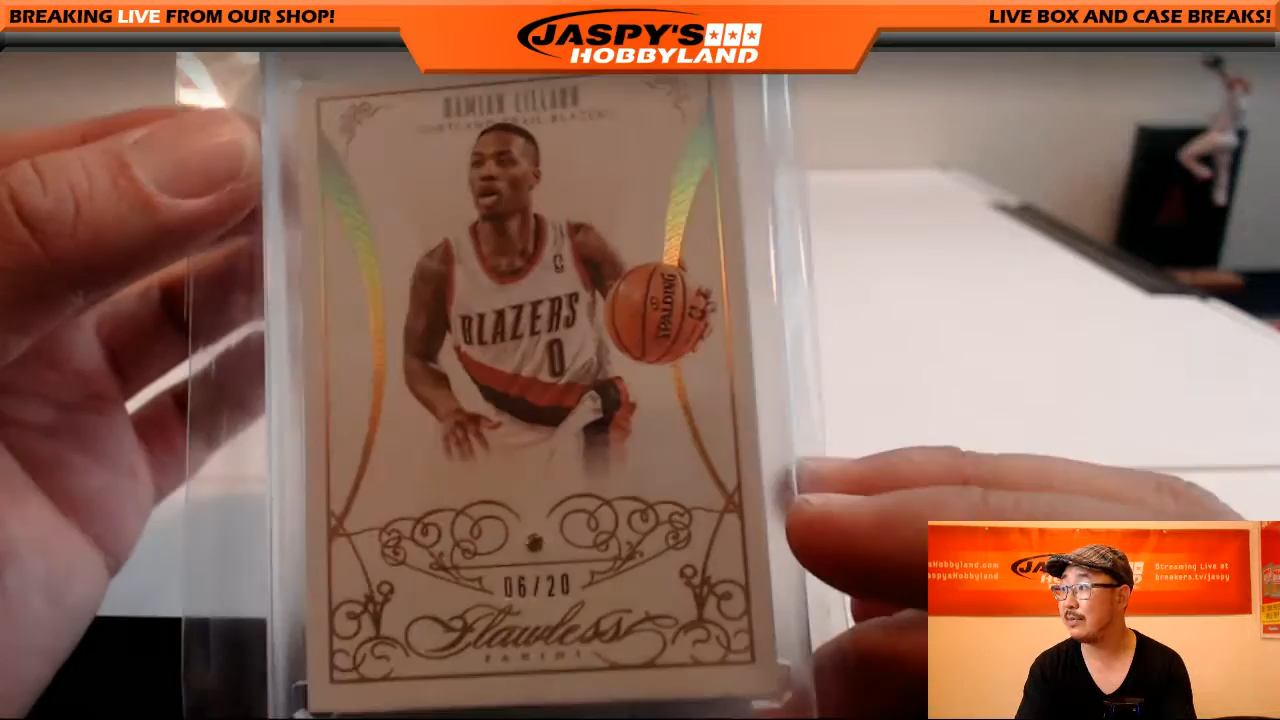 BREAKING LIVE FROM OUR SHOP!
JASPY'S
HOBBYLAND
LIVE BOX AND CASE BREAKS!
DAMIAN LILLARD
PORTLAND TRAIL BLAZERS
SPALDING
BLAZERS
0
06/20
Flawless
PANINI
Streaming Live at
breakers.tv/jaspy